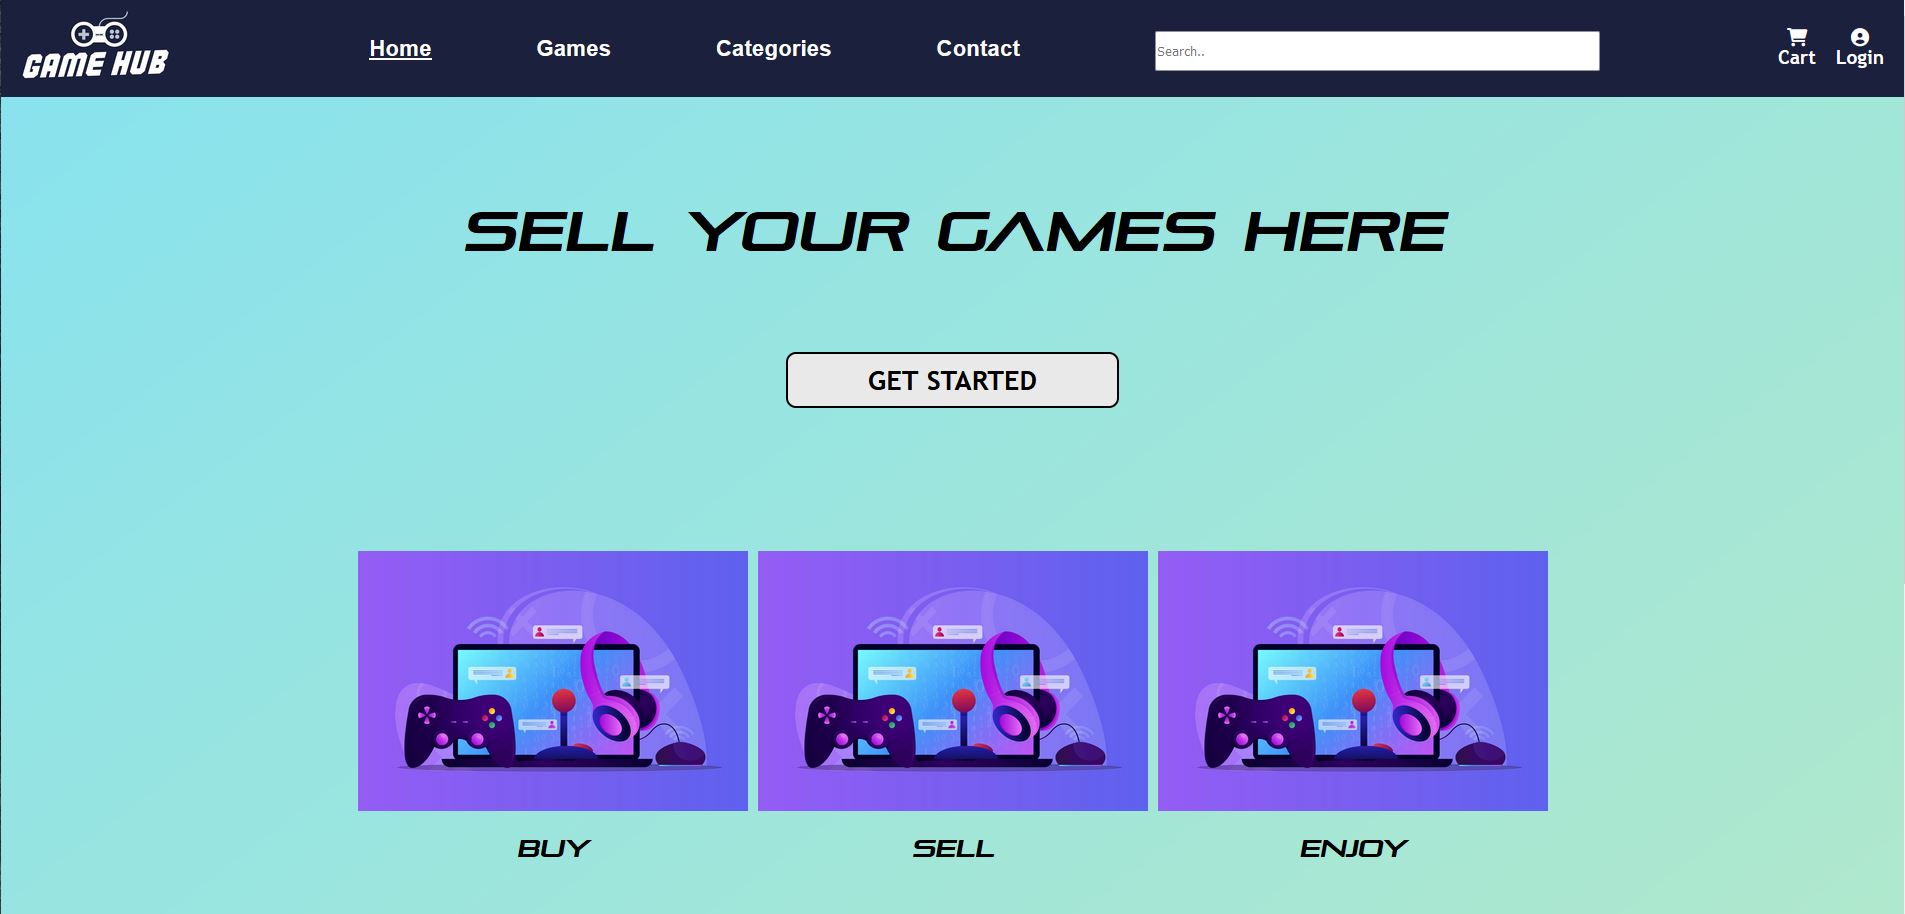 GAME HUB
Home Games Categories Contact Search.. Cart Login
SELL YOUR GAMES HERE
GET STARTED
BUY SELL ENJOY